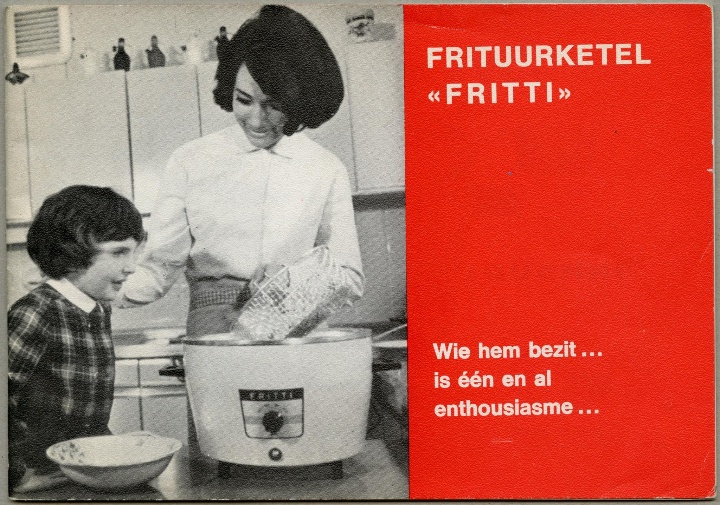 FRITUURKETEL
«FRITTI»
Wie hem bezit...
is één en al
enthousiasme...
FRITTI